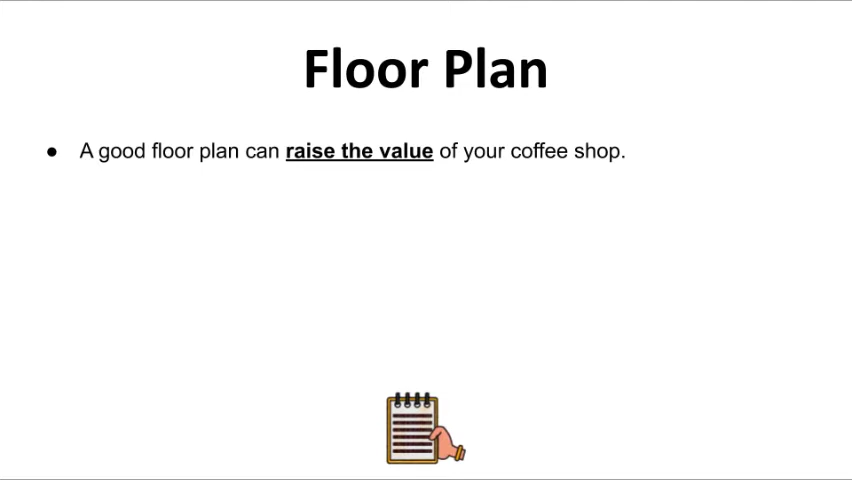 Floor Plan
● A good floor plan can raise the value of your coffee shop.